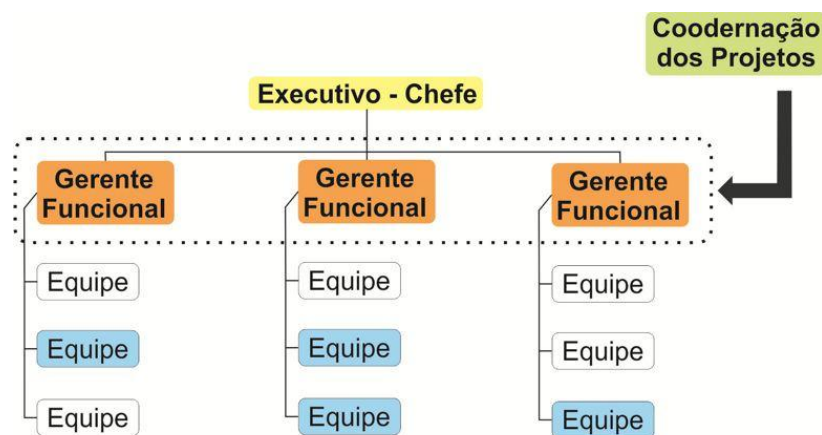 Coodernação
dos Projetos
Executivo - Chefe
Gerente
Funcional
Gerente
Funcional
Gerente
Funcional
Equipe
Equipe
Equipe
Equipe
Equipe
Equipe
Equipe
Equipe
Equipe